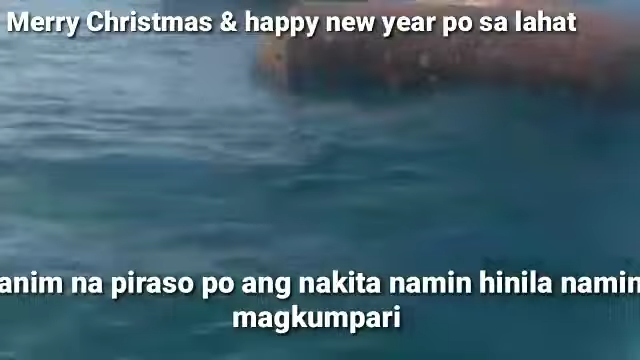 Merry Christmas & happy new year po sa lahat
anim na piraso po ang nakita namin hinila namin
magkumpari